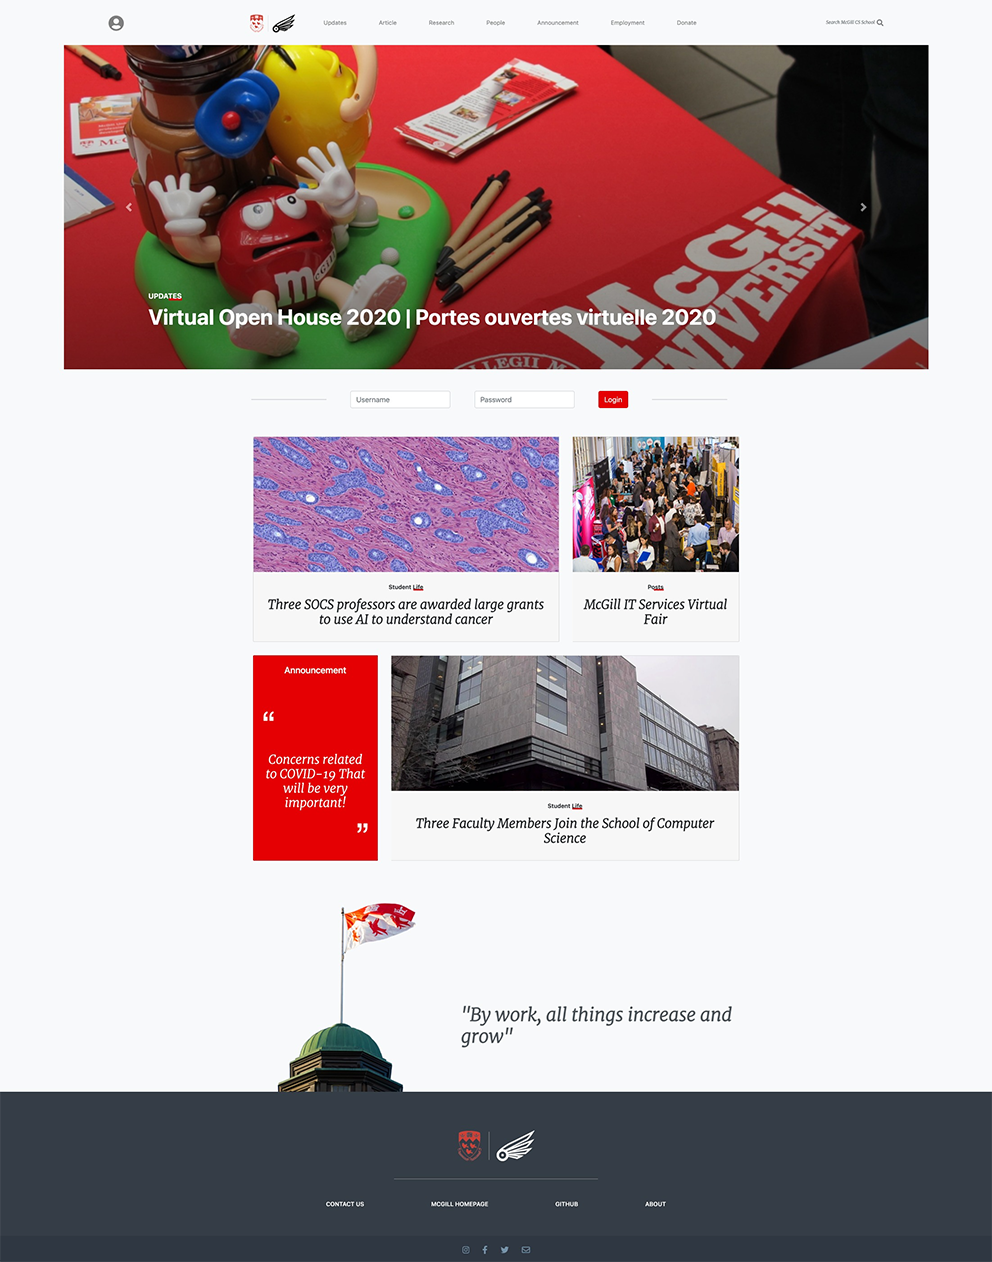 Updates
Article
Research
People
Announcement
Employment
Donate
Search McGill CS School
m
McGill
m
McGill
UNIVERSITY
COLLEGII
UPDATES
Virtual Open House 2020 | Portes ouvertes virtuelle 2020
Username
Password
Login
Student Life
Three SOCS professors are awarded large grants
to use AI to understand cancer
Posts
McGill IT Services Virtual
Fair
Announcement
“
Concerns related
to COVID-19 That
will be very
important!
”
Student Life
Three Faculty Members Join the School of Computer
Science
"By work, all things increase and
grow"
CONTACT US
MCGILL HOMEPAGE
GITHUB
ABOUT